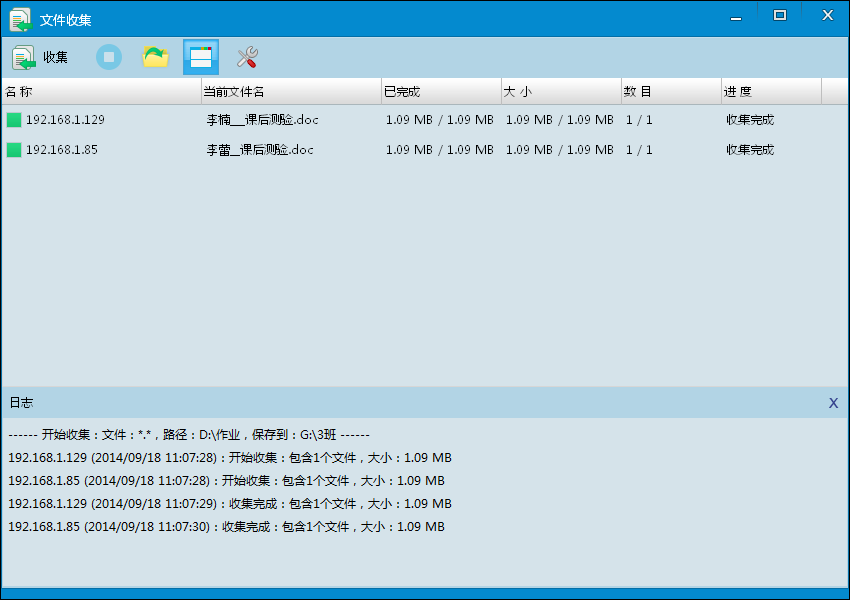 文件收集
收集
名 称 当前文件名 已完成 大 小 数 目 进 度
192.168.1.129 李楠__课后测验.doc 1.09 MB / 1.09 MB 1.09 MB / 1.09 MB 1 / 1 收集完成
192.168.1.85 李蕾_课后测验.doc 1.09 MB / 1.09 MB 1.09 MB / 1.09 MB 1 / 1 收集完成
日志 X
------ 开始收集：文件：*.*，路径：D:\作业，保存到：G:\3班 ------
192.168.1.129 (2014/09/18 11:07:28)：开始收集：包含1个文件，大小：1.09 MB
192.168.1.85 (2014/09/18 11:07:28)：开始收集：包含1个文件，大小：1.09 MB
192.168.1.129 (2014/09/18 11:07:29)：收集完成：包含1个文件，大小：1.09 MB
192.168.1.85 (2014/09/18 11:07:30)：收集完成：包含1个文件，大小：1.09 MB